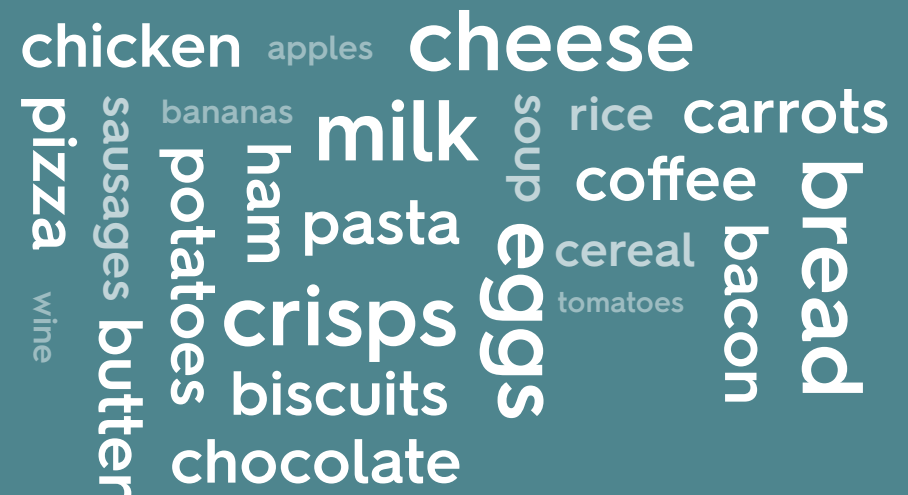 chicken
apples
cheese
pizza
sausages
bananas
milk
soup
rice
carrots
potatoes
ham
coffee
bread
pasta
eggs
cereal
bacon
wine
crisps
tomatoes
butter
biscuits
chocolate